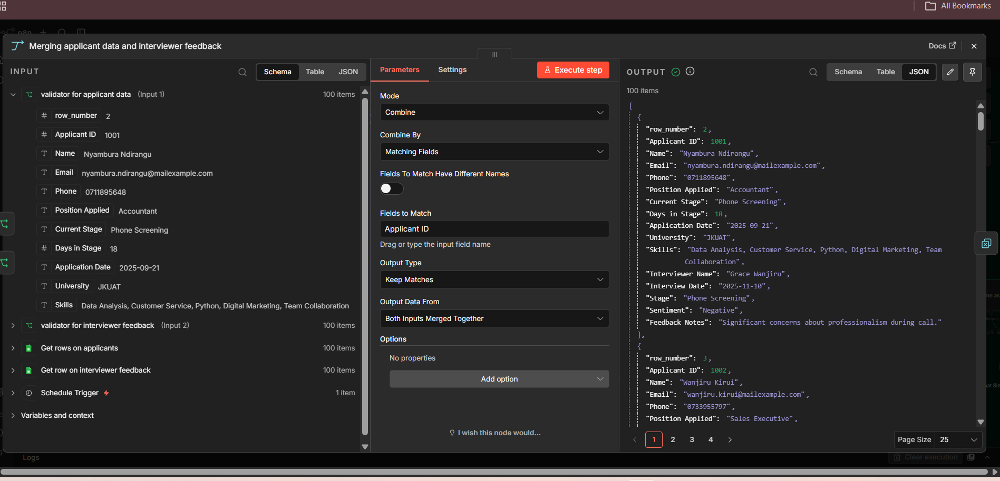 All Bookmarks
n8n
Merging applicant data and interviewer feedback
Docs
INPUT
Schema
Table
JSON
validator for applicant data (Input 1) 100 items
# row_number 2
# Applicant ID 1001
T Name Nyambura Ndirangu
T Email nyambura.ndirangu@mailexample.com
T Phone 0711895648
T Position Applied Accountant
T Current Stage Phone Screening
# Days in Stage 18
T Application Date 2025-09-21
T University JKUAT
T Skills Data Analysis, Customer Service, Python, Digital Marketing, Team Collaboration
validator for interviewer feedback (Input 2) 100 items
Get rows on applicants 100 items
Get row on interviewer feedback 100 items
Schedule Trigger 1 item
Variables and context
Parameters
Settings
Execute step
Mode
Combine
Combine By
Matching Fields
Fields To Match Have Different Names
Fields to Match
Applicant ID
Drag or type the input field name
Output Type
Keep Matches
Output Data From
Both Inputs Merged Together
Options
No properties
Add option
I wish this node would...
OUTPUT
Schema
Table
JSON
100 items
[
{
"row_number": 2,
"Applicant ID": 1001,
"Name": "Nyambura Ndirangu",
"Email": "nyambura.ndirangu@mailexample.com",
"Phone": "0711895648",
"Position Applied": "Accountant",
"Current Stage": "Phone Screening",
"Days in Stage": 18,
"Application Date": "2025-09-21",
"University": "JKUAT",
"Skills": "Data Analysis, Customer Service, Python, Digital Marketing, Team
Collaboration",
"Interviewer Name": "Grace Wanjiru",
"Interview Date": "2025-11-10",
"Stage": "Phone Screening",
"Sentiment": "Negative",
"Feedback Notes": "Significant concerns about professionalism during call."
},
{
"row_number": 3,
"Applicant ID": 1002,
"Name": "Wanjiru Kirui",
"Email": "wanjiru.kirui@mailexample.com",
"Phone": "0733955797",
"Position Applied": "Sales Executive",
1 2 3 4
Page Size 25
Logs
Clear execution